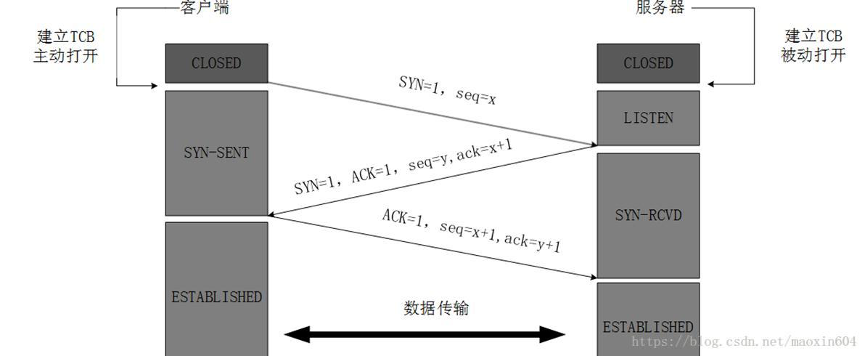 客户端
服务器
建立TCB
主动打开
建立TCB
被动打开
CLOSED
CLOSED
SYN=1, seq=x
LISTEN
SYN-SENT
SYN=1, ACK=1, seq=y,ack=x+1
SYN-RCVD
ACK=1, seq=x+1,ack=y+1
ESTABLISHED
数据传输
ESTABLISHED
https://blog.csdn.net/maoxin604